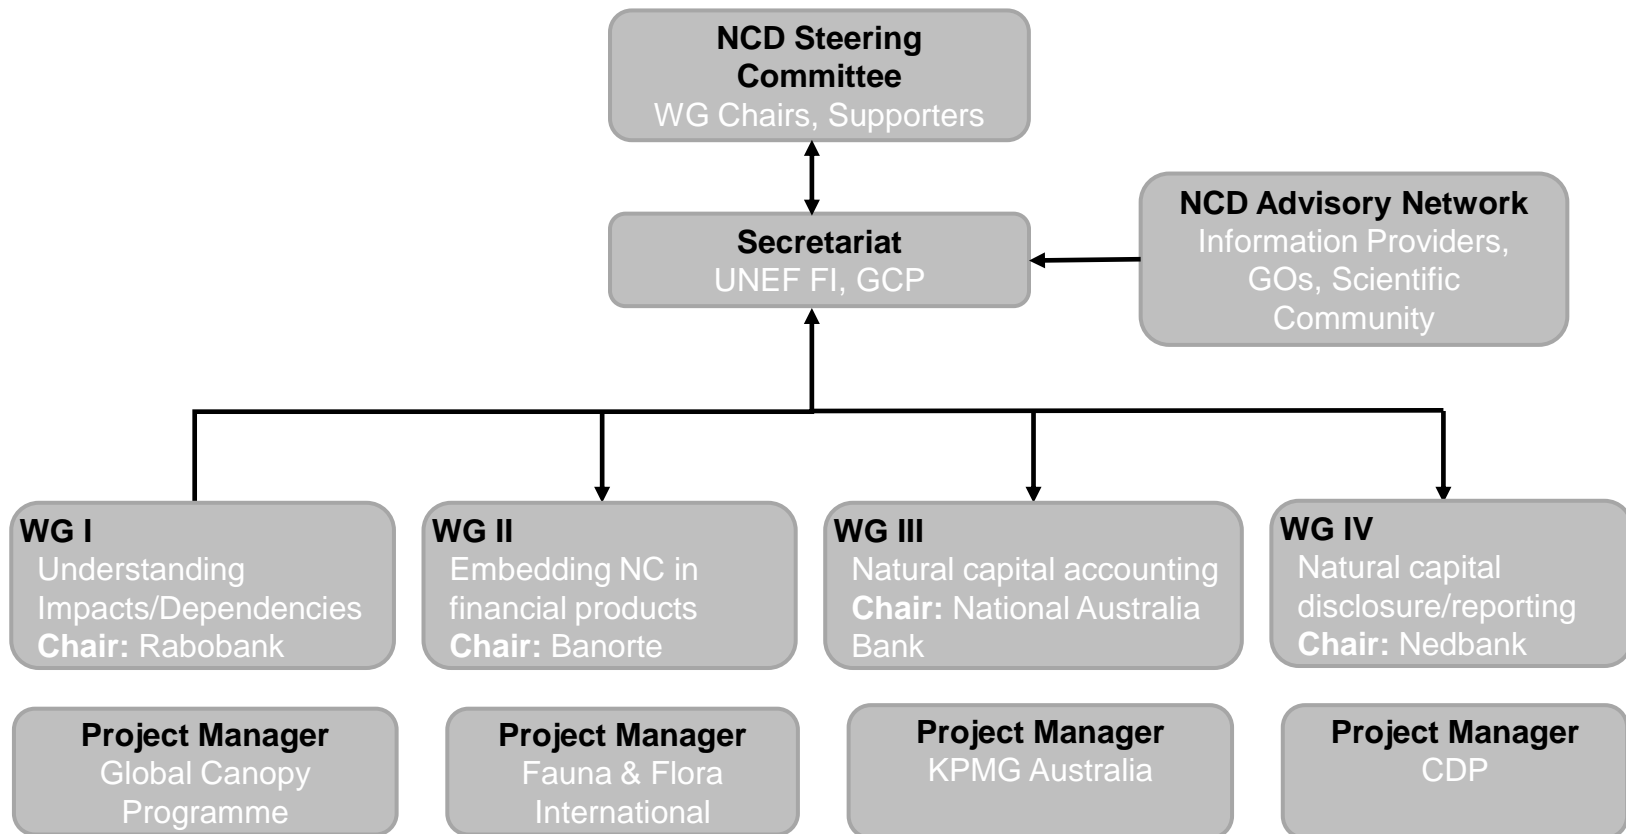 NCD Steering
Committee
WG Chairs, Supporters
Secretariat
UNEF FI, GCP
NCD Advisory Network
Information Providers,
GOs, Scientific
Community
WG I
Understanding
Impacts/Dependencies
Chair: Rabobank
WG II
Embedding NC in
financial products
Chair: Banorte
WG III
Natural capital accounting
Chair: National Australia
Bank
WG IV
Natural capital
disclosure/reporting
Chair: Nedbank
Project Manager
Global Canopy
Programme
Project Manager
Fauna & Flora
International
Project Manager
KPMG Australia
Project Manager
CDP